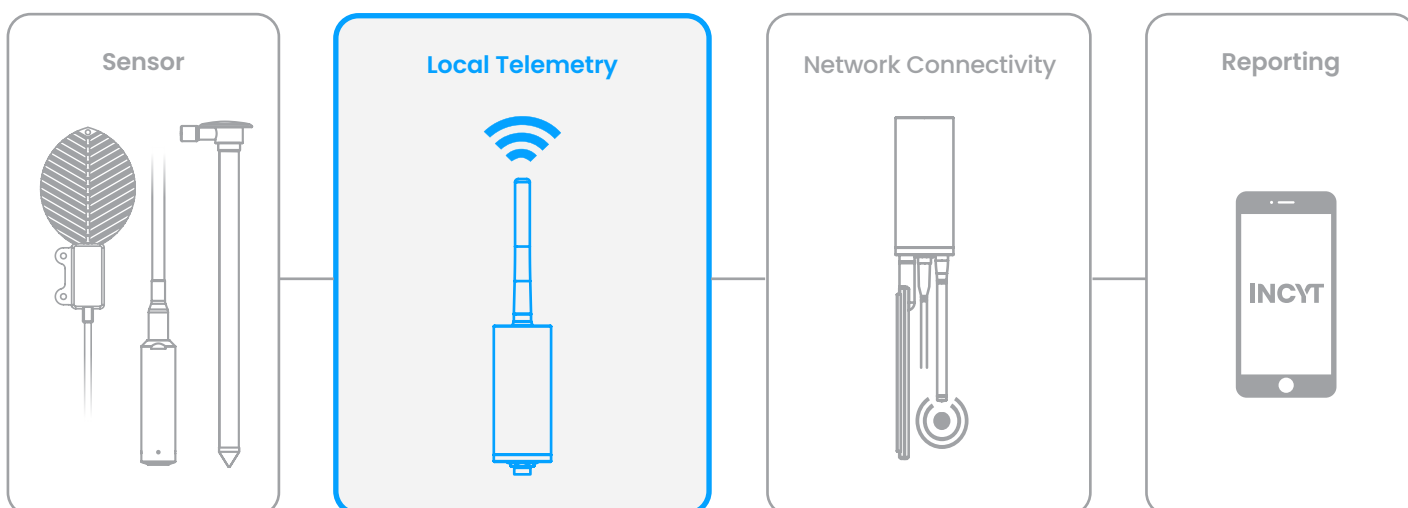 Sensor
Local Telemetry
Network Connectivity
Reporting
INCYT